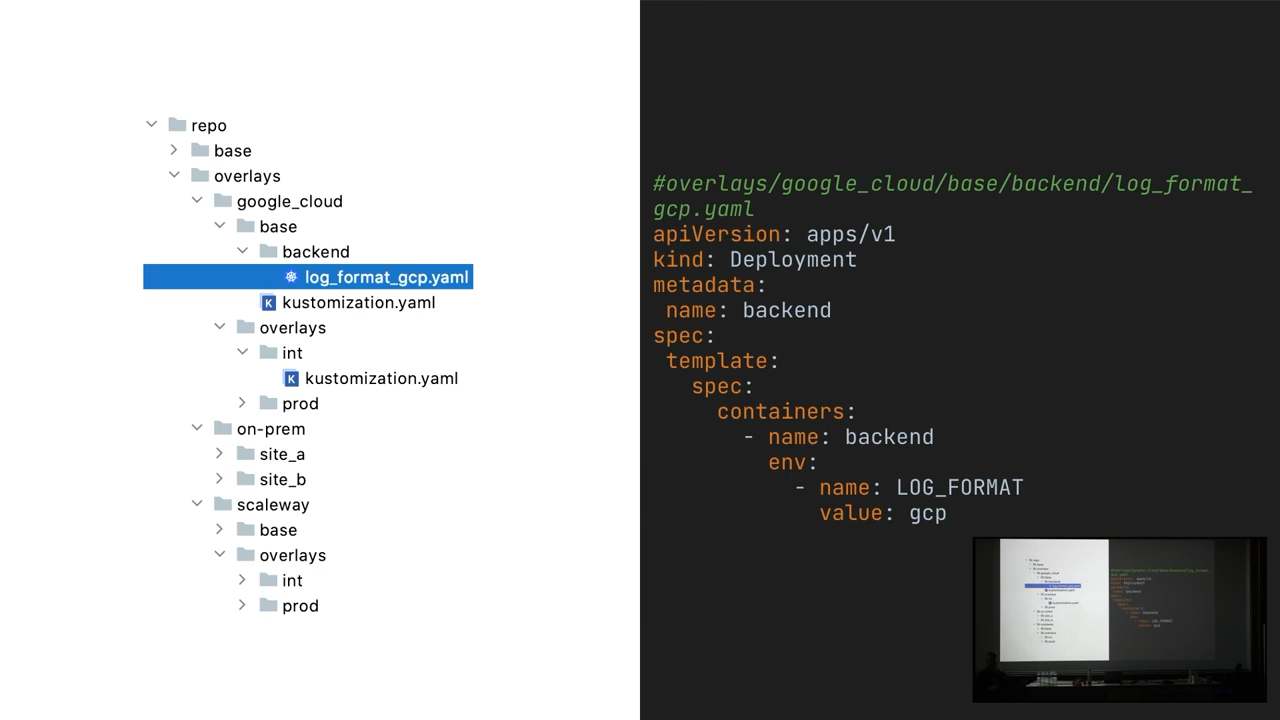 repo
base
overlays
google_cloud
base
backend
log_format_gcp.yaml
kustomization.yaml
overlays
int
kustomization.yaml
prod
on-prem
site_a
site_b
scaleway
base
overlays
int
prod
#overlays/google_cloud/base/backend/log_format_
gcp.yaml
apiVersion: apps/v1
kind: Deployment
metadata:
name: backend
spec:
template:
spec:
containers:
- name: backend
env:
- name: LOG_FORMAT
value: gcp